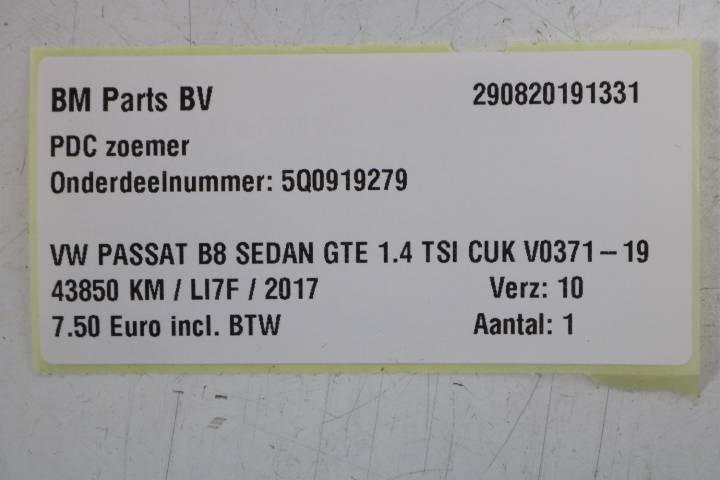 BM Parts BV 290820191331
PDC zoemer
Onderdeelnummer: 5Q0919279
VW PASSAT B8 SEDAN GTE 1.4 TSI CUK V0371-19
43850 KM / LI7F / 2017 Verz: 10
7.50 Euro incl. BTW Aantal: 1